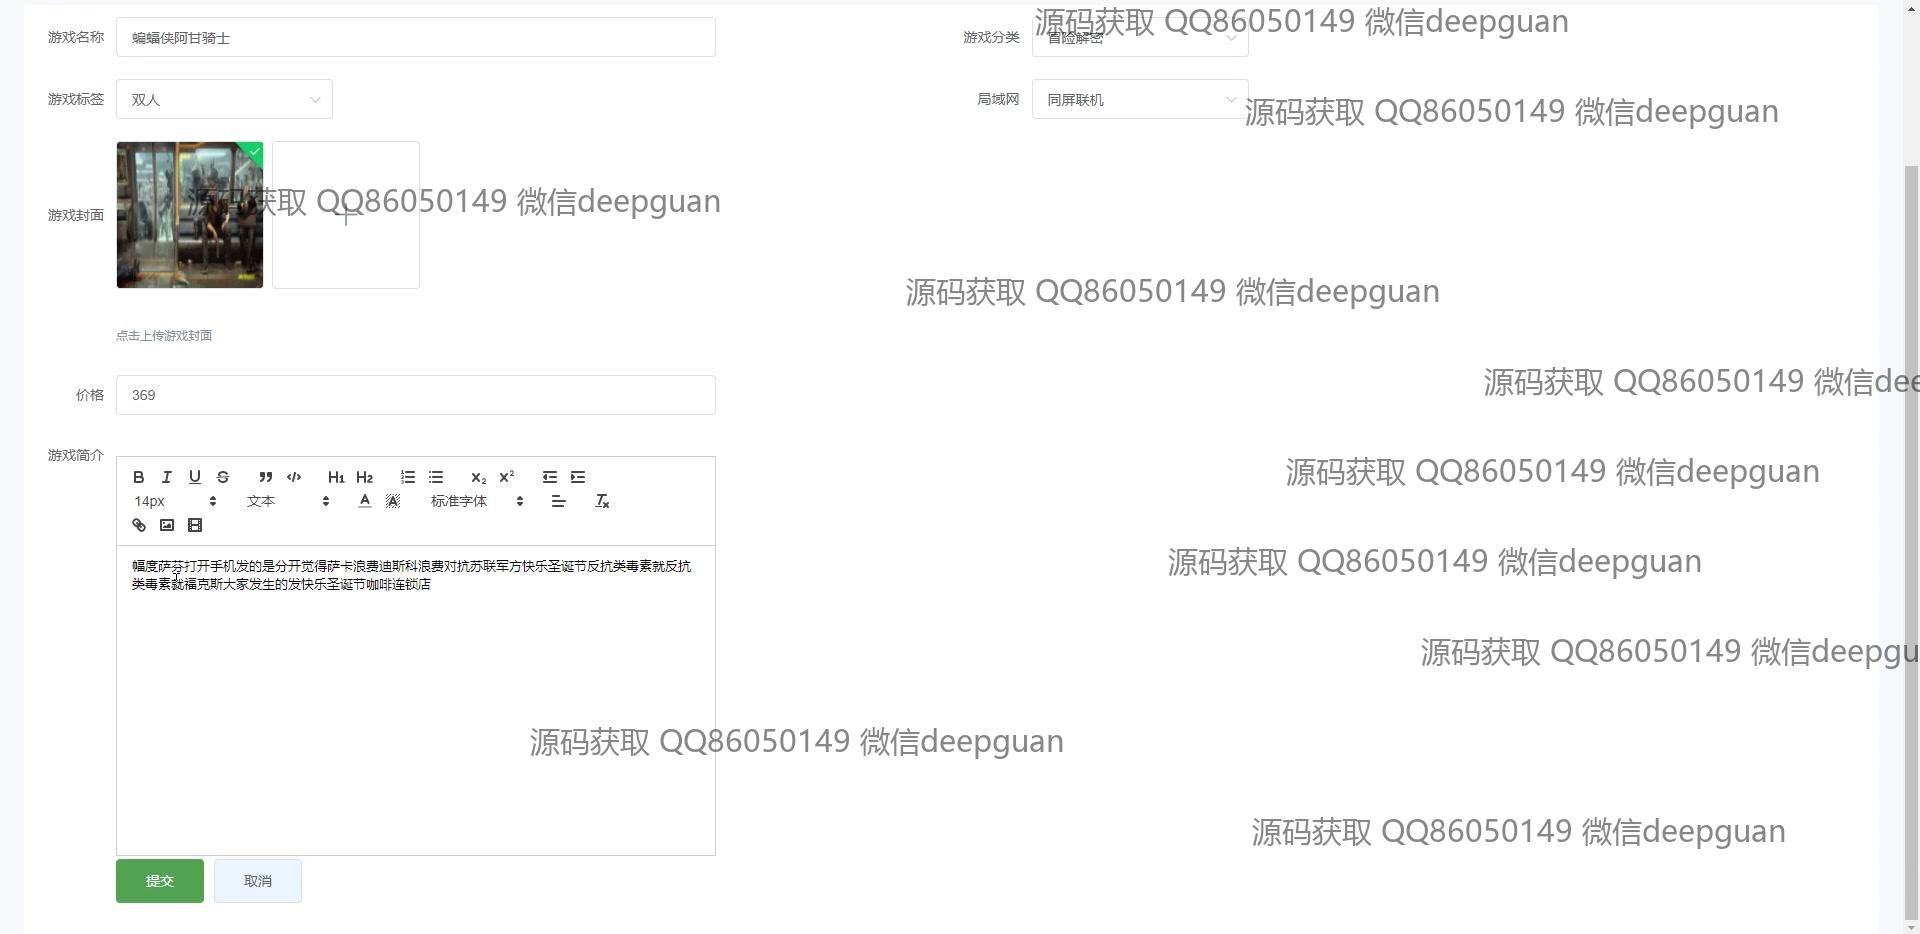 游戏名称 蝙蝠侠阿甘骑士 游戏分类 冒险解密
源码获取 QQ86050149 微信deepguan
游戏标签 双人 局域网 同屏联机
源码获取 QQ86050149 微信deepguan
源码获取 QQ86050149 微信deepguan
游戏封面
源码获取 QQ86050149 微信deepguan
点击上传游戏封面
源码获取 QQ86050149 微信dee
价格 369
游戏简介
源码获取 QQ86050149 微信deepguan
B I U S H1 H2 X2 X2
14px 文本 A A 标准字体 Tx
源码获取 QQ86050149 微信deepguan
幅度萨芬打开手机发的是分开觉得萨卡浪费迪斯科浪费对抗苏联军方快乐圣诞节反抗类毒素就反抗
类毒素就福克斯大家发生的发快乐圣诞节咖啡连锁店
源码获取 QQ86050149 微信deepgu
源码获取 QQ86050149 微信deepguan
源码获取 QQ86050149 微信deepguan
提交 取消